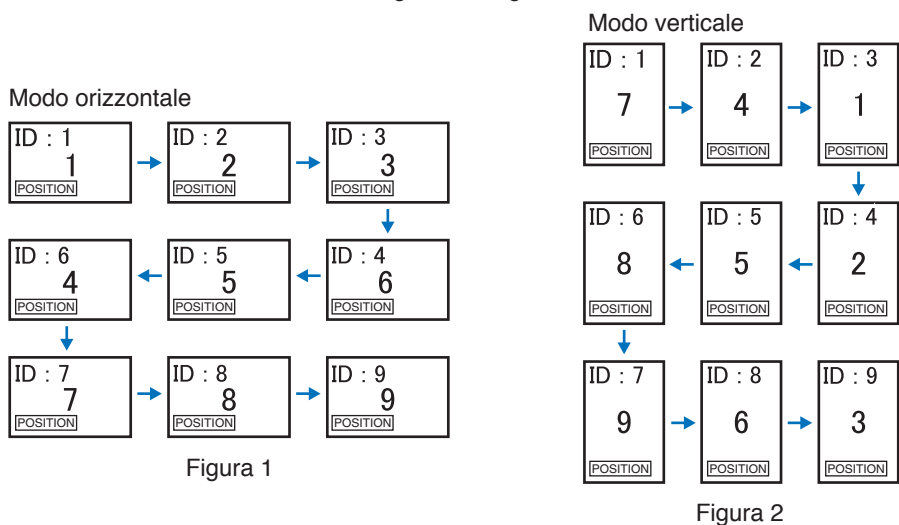 Modo orizzontale
ID : 1
1
POSITION
ID : 2
2
POSITION
ID : 3
3
POSITION
ID : 6
4
POSITION
ID : 5
5
POSITION
ID : 4
6
POSITION
ID : 7
7
POSITION
ID : 8
8
POSITION
ID : 9
9
POSITION
Figura 1
Modo verticale
ID : 1
7
POSITION
ID : 2
4
POSITION
ID : 3
1
POSITION
ID : 6
8
POSITION
ID : 5
5
POSITION
ID : 4
2
POSITION
ID : 7
9
POSITION
ID : 8
6
POSITION
ID : 9
3
POSITION
Figura 2